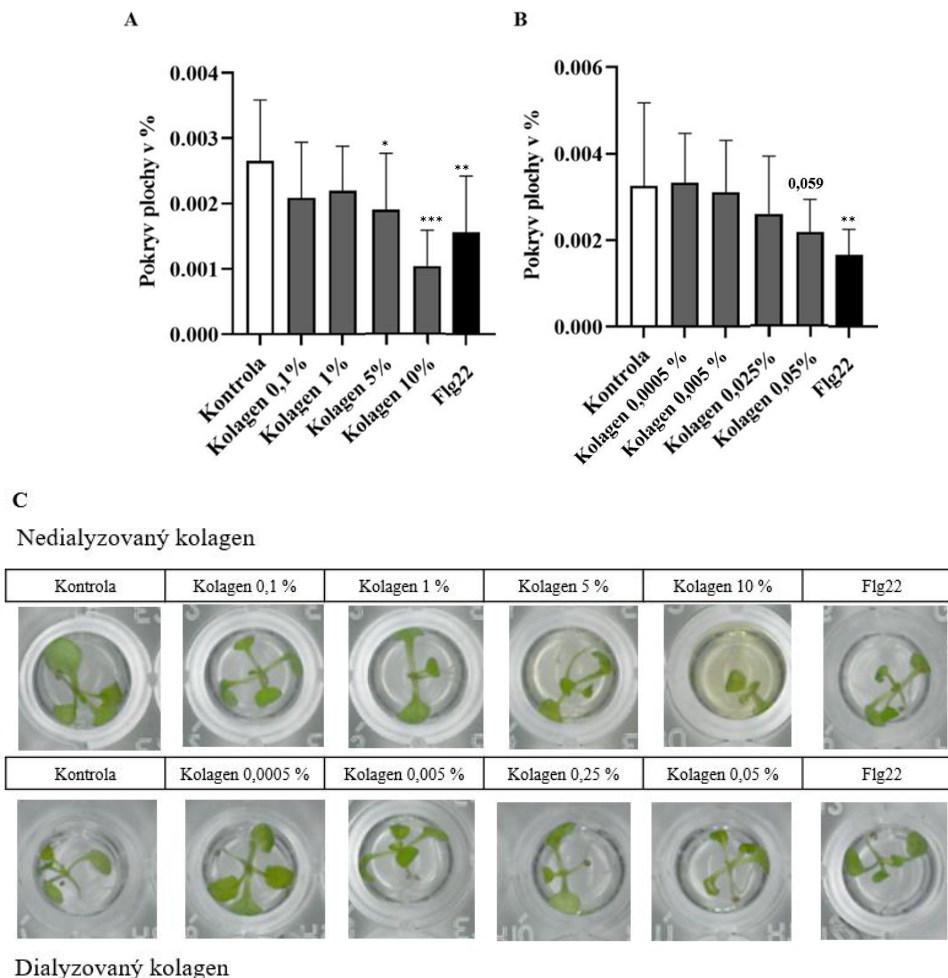 A
B
Pokryv plochy v %
0.004
0.003
0.002
0.001
0.000
*
***
**
Kontrola
Kolagen 0,1%
Kolagen 1%
Kolagen 5%
Kolagen 10%
Flg22
Pokryv plochy v %
0.006
0.004
0.002
0.000
0,059
**
Kontrola
Kolagen 0,0005 %
Kolagen 0,005 %
Kolagen 0,025%
Kolagen 0,05%
Flg22
C
Nedialyzovaný kolagen
Kontrola Kolagen 0,1 % Kolagen 1 % Kolagen 5 % Kolagen 10 % Flg22
Kontrola Kolagen 0,0005 % Kolagen 0,005 % Kolagen 0,25 % Kolagen 0,05 % Flg22
Dialyzovaný kolagen